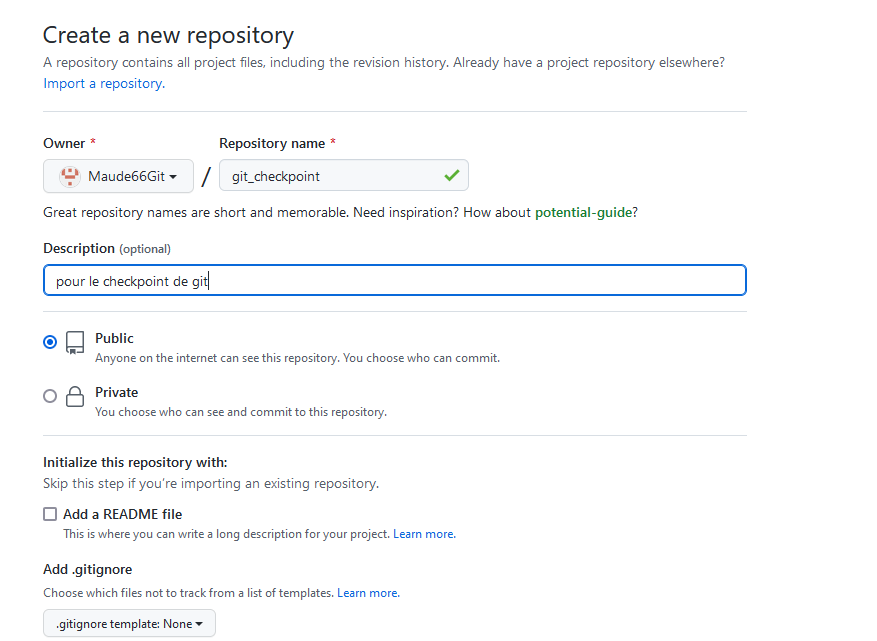 Create a new repository
A repository contains all project files, including the revision history. Already have a project repository elsewhere?
Import a repository.
Owner * Repository name *
Maude66Git / git_checkpoint
Great repository names are short and memorable. Need inspiration? How about potential-guide?
Description (optional)
pour le checkpoint de git
Public
Anyone on the internet can see this repository. You choose who can commit.
Private
You choose who can see and commit to this repository.
Initialize this repository with:
Skip this step if you're importing an existing repository.
Add a README file
This is where you can write a long description for your project. Learn more.
Add .gitignore
Choose which files not to track from a list of templates. Learn more.
.gitignore template: None